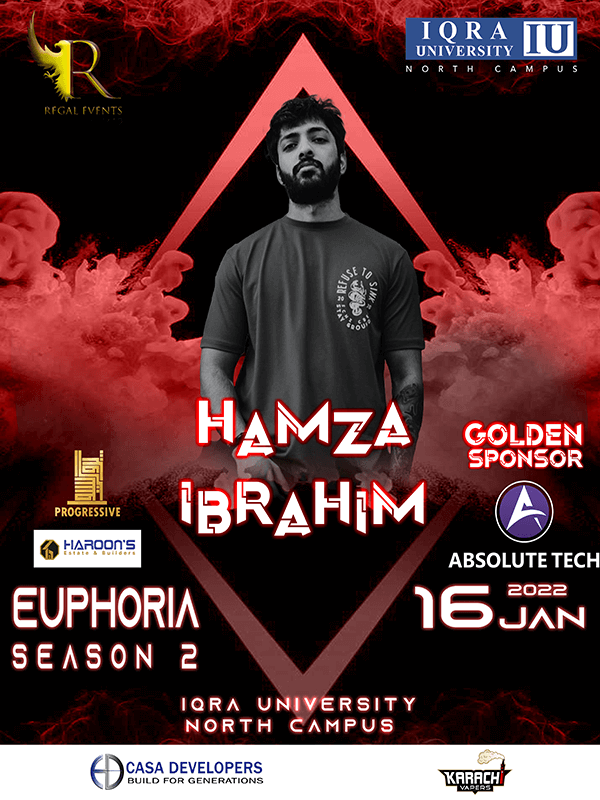 R
REGAL EVENTS
IQRA
UNIVERSITY
IU
NORTH CAMPUS
REFUSE TO SINK
HAMZA
IBRAHIM
GOLDEN
SPONSOR
PROGRESSIVE
HAROON'S
Estate & Builders
ABSOLUTE TECH
EUPHORIA
SEASON 2
16
2022
JAN
IQRA UNIVERSITY
NORTH CAMPUS
CASA DEVELOPERS
BUILD FOR GENERATIONS
KARACHI
VAPERS